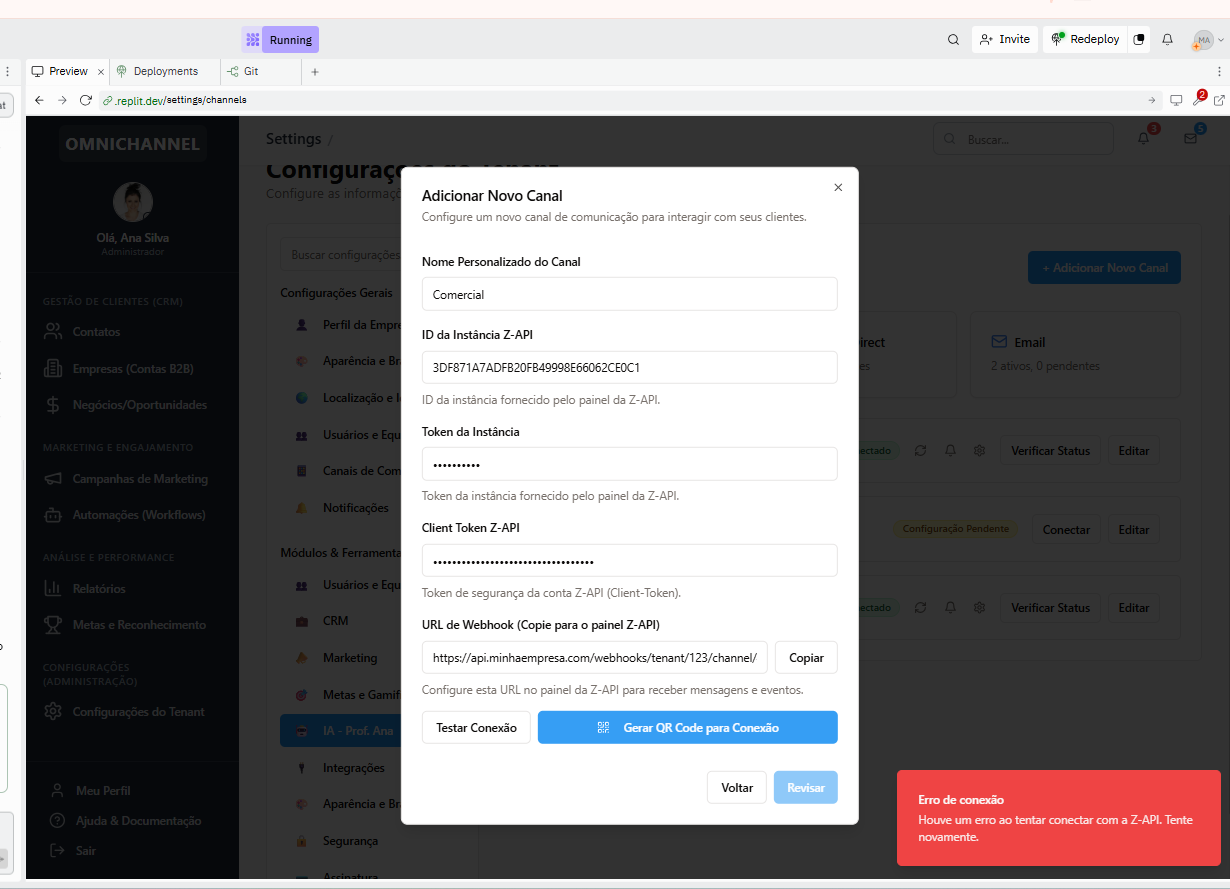 Running
Invite
Redeploy
MA
Preview
Deployments
Git
.replit.dev/settings/channels
2
at
OMNICHANNEL
Olá, Ana Silva
Administrador
GESTÃO DE CLIENTES (CRM)
Contatos
Empresas (Contas B2B)
Negócios/Oportunidades
MARKETING E ENGAJAMENTO
Campanhas de Marketing
Automações (Workflows)
ANÁLISE E PERFORMANCE
Relatórios
Metas e Reconhecimento
CONFIGURAÇÕES
(ADMINISTRAÇÃO)
Configurações do Tenant
Meu Perfil
Ajuda & Documentação
Sair
Settings /
Buscar...
3
5
Configurações do Tenant
Configure as informaçõ
Buscar configurações
Configurações Gerais
Perfil da Empre
Aparência e Br
Localização e I
Usuários e Equ
Canais de Com
Notificações
Módulos & Ferramenta
Usuários e Equ
CRM
Marketing
Metas e Gamifi
IA - Prof. Ana
Integrações
Aparência e Br
Segurança
Assinatura
Adicionar Novo Canal
Configure um novo canal de comunicação para interagir com seus clientes.
Nome Personalizado do Canal
Comercial
ID da Instância Z-API
3DF871A7ADFB20FB49998E66062CE0C1
ID da instância fornecido pelo painel da Z-API.
Token da Instância
Token da instância fornecido pelo painel da Z-API.
Client Token Z-API
Token de segurança da conta Z-API (Client-Token).
URL de Webhook (Copie para o painel Z-API)
https://api.minhaempresa.com/webhooks/tenant/123/channel/
Copiar
Configure esta URL no painel da Z-API para receber mensagens e eventos.
Testar Conexão
Gerar QR Code para Conexão
Voltar
Revisar
+ Adicionar Novo Canal
irect
es
Email
2 ativos, 0 pendentes
ectado
Verificar Status
Editar
Configuração Pendente
Conectar
Editar
ectado
Verificar Status
Editar
Erro de conexão
Houve um erro ao tentar conectar com a Z-API. Tente
novamente.